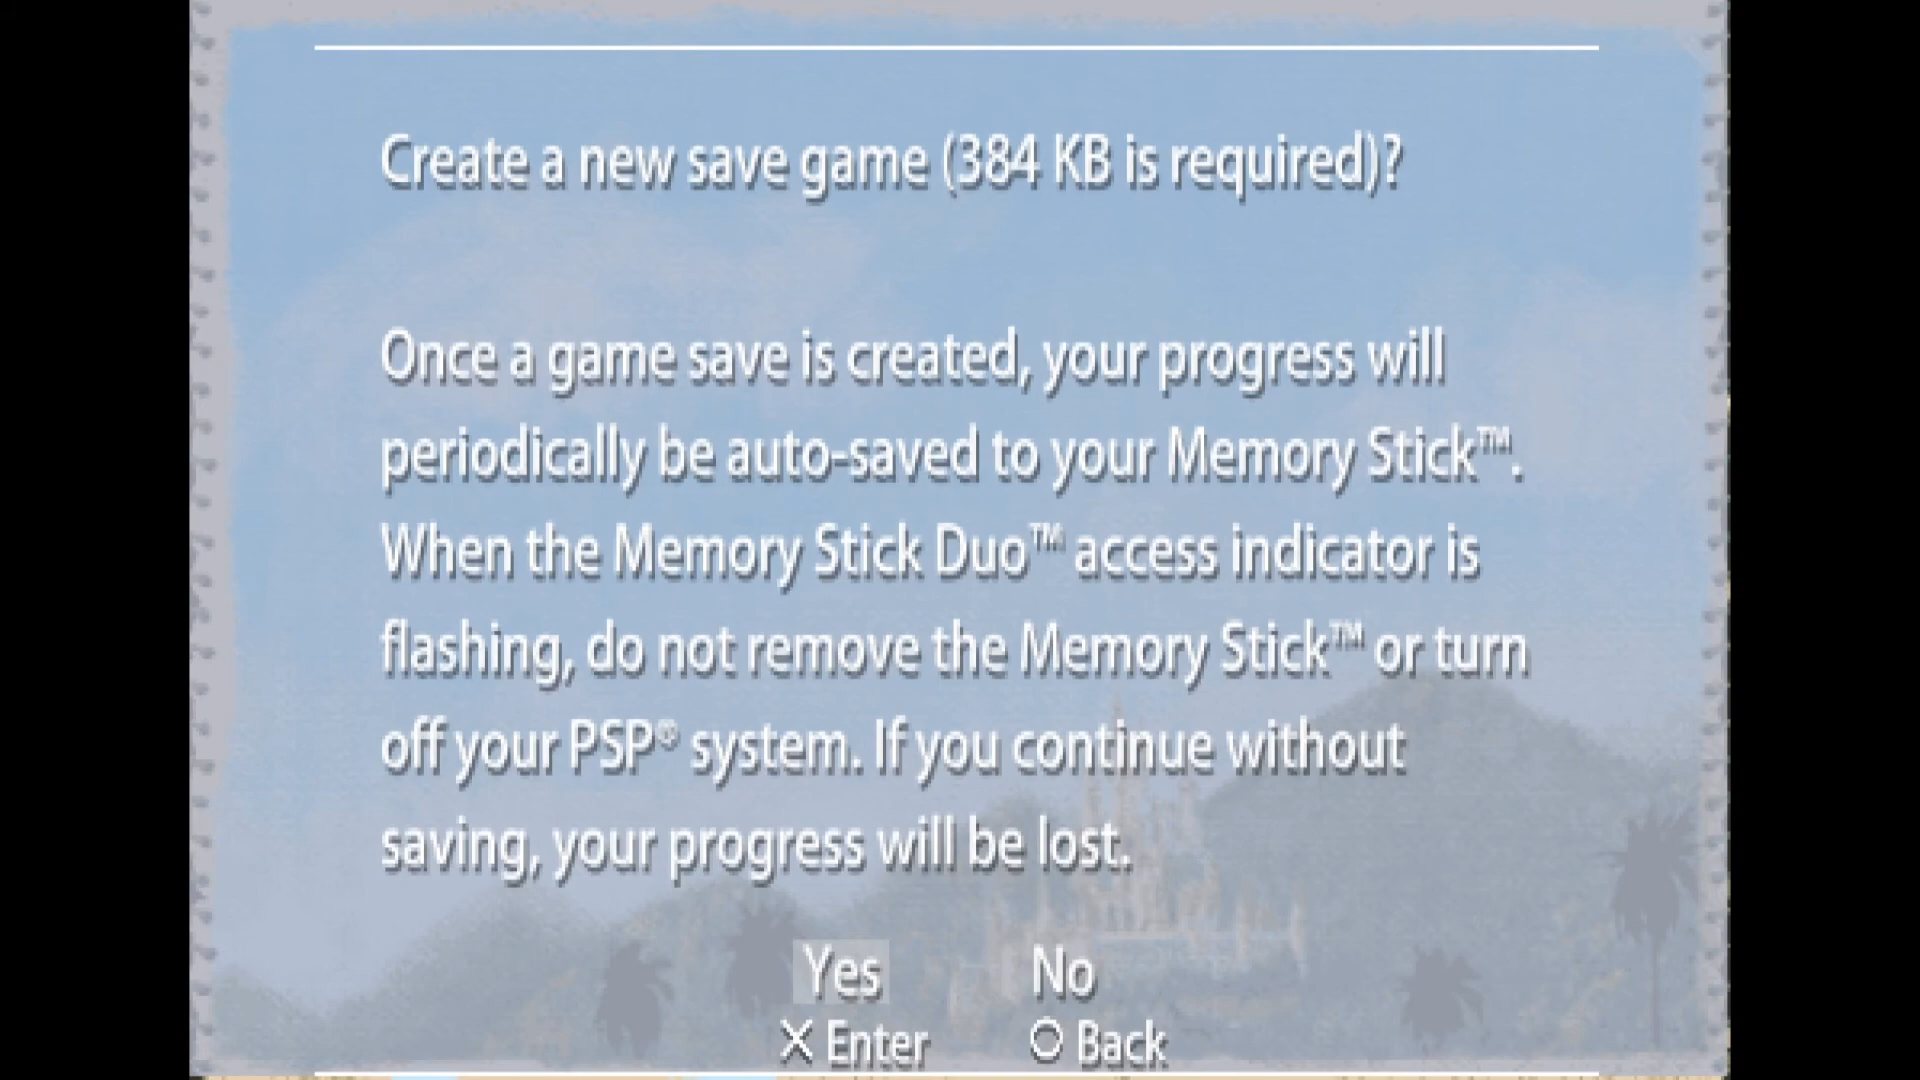 Create a new save game (384 KB is required)?
Once a game save is created, your progress will
periodically be auto-saved to your Memory Stick™.
When the Memory Stick Duo™ access indicator is
flashing, do not remove the Memory Stick™ or turn
off your PSP® system. If you continue without
saving, your progress will be lost.
Yes No
X Enter O Back